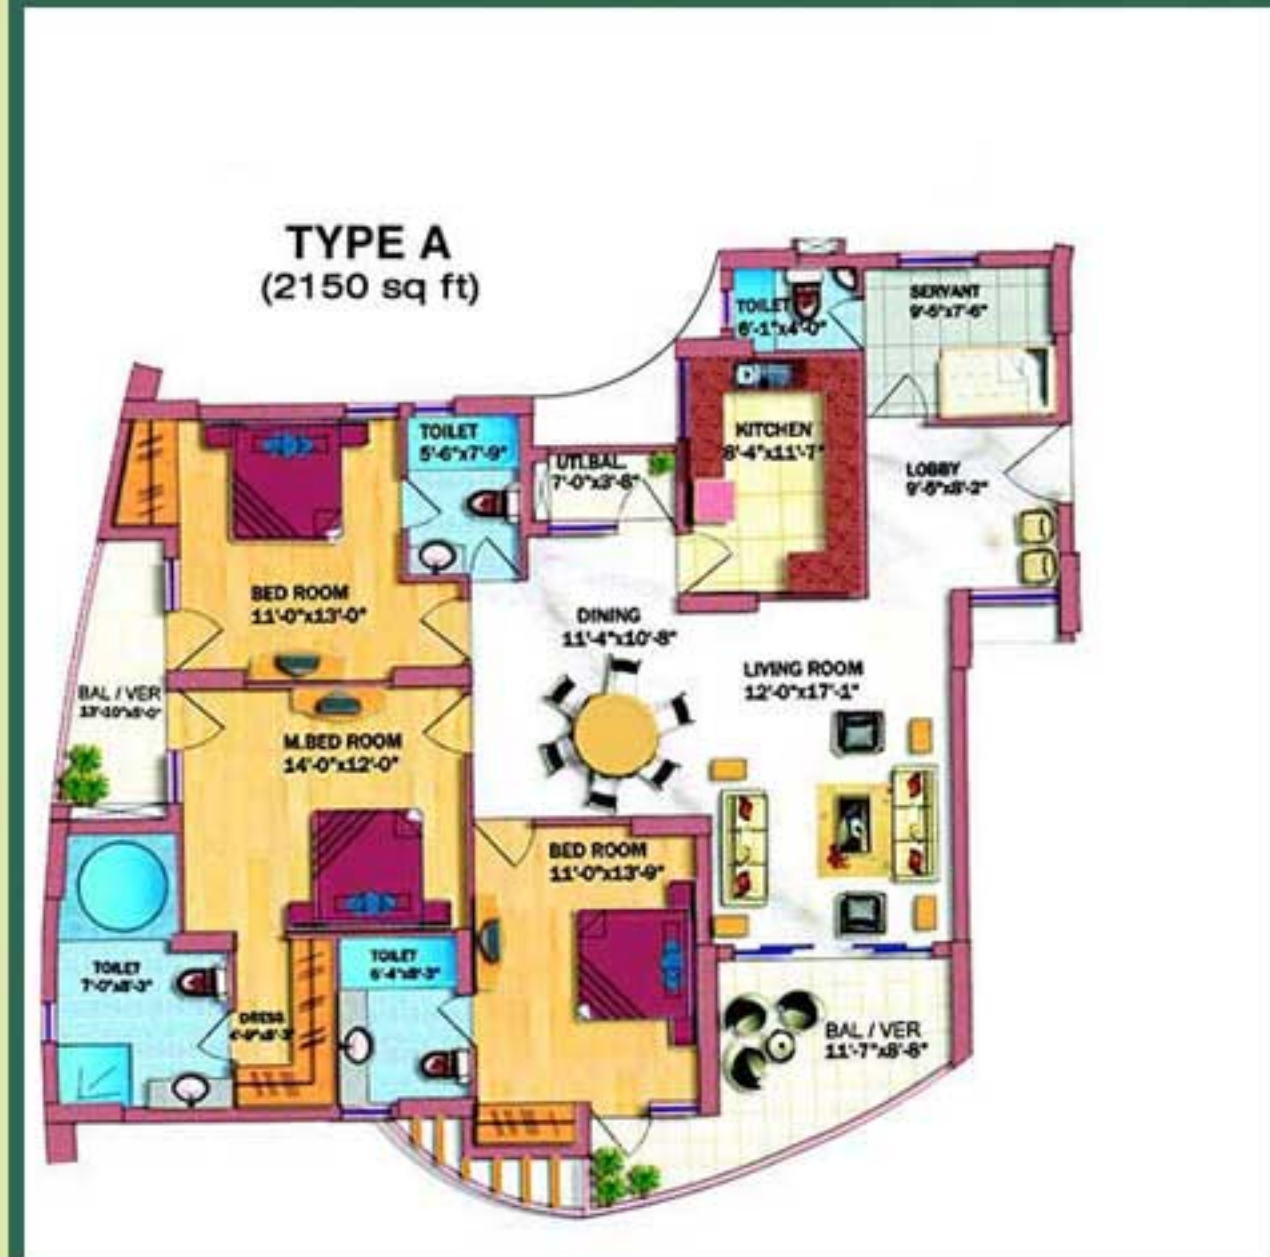 TYPE A
(2150 sq ft)
TOILET
6'-1"x4'-0"
SERVANT
9'-5"x7'-6"
TOILET
5'-6"x7'-9"
UTI.BAL.
7'-0"x3'-8"
KITCHEN
8'-4"x11'-7"
LOBBY
9'-5"x8'-2"
BED ROOM
11'-0"x13'-0"
DINING
11'-4"x10'-8"
LIVING ROOM
12'-0"x17'-1"
BAL / VER
13'-10"x5'-0"
M.BED ROOM
14'-0"x12'-0"
BED ROOM
11'-0"x13'-9"
TOILET
7'-0"x8'-3"
TOILET
6'-4"x8'-3"
DRESS
BAL / VER
11'-7"x8'-8"